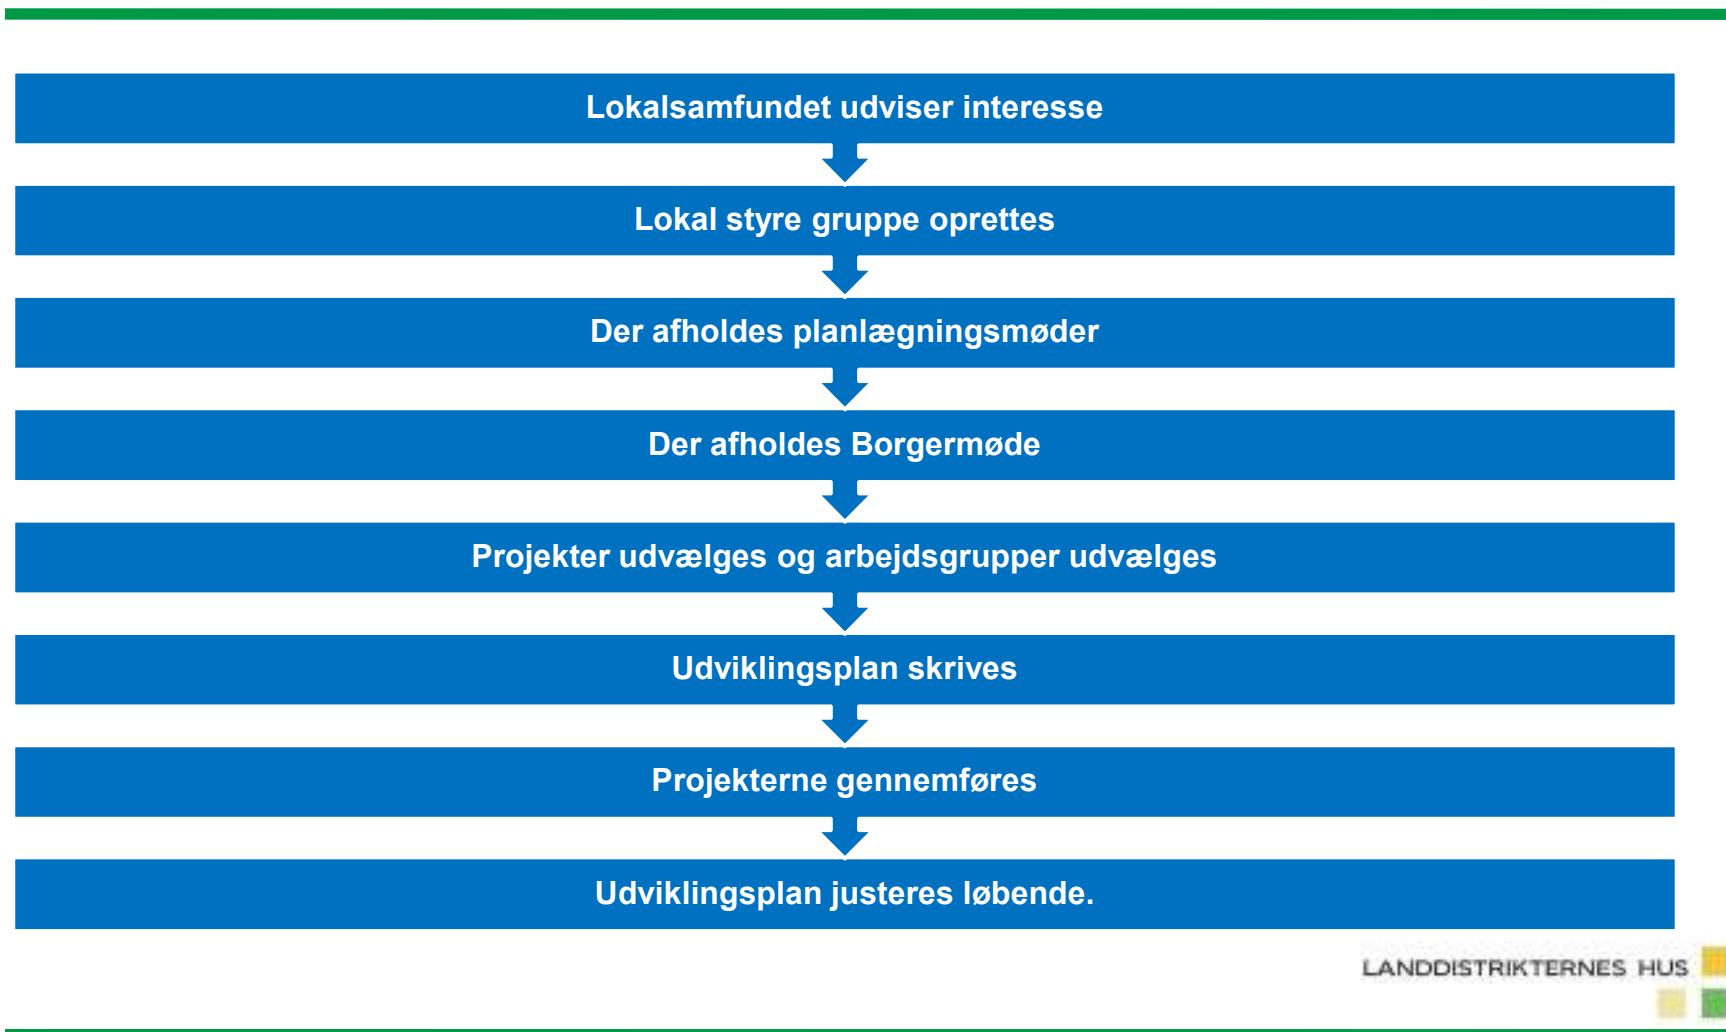 Lokalsamfundet udviser interesse
Lokal styre gruppe oprettes
Der afholdes planlægningsmøder
Der afholdes Borgermøde
Projekter udvælges og arbejdsgrupper udvælges
Udviklingsplan skrives
Projekterne gennemføres
Udviklingsplan justeres løbende.
LANDDISTRIKTERNES HUS